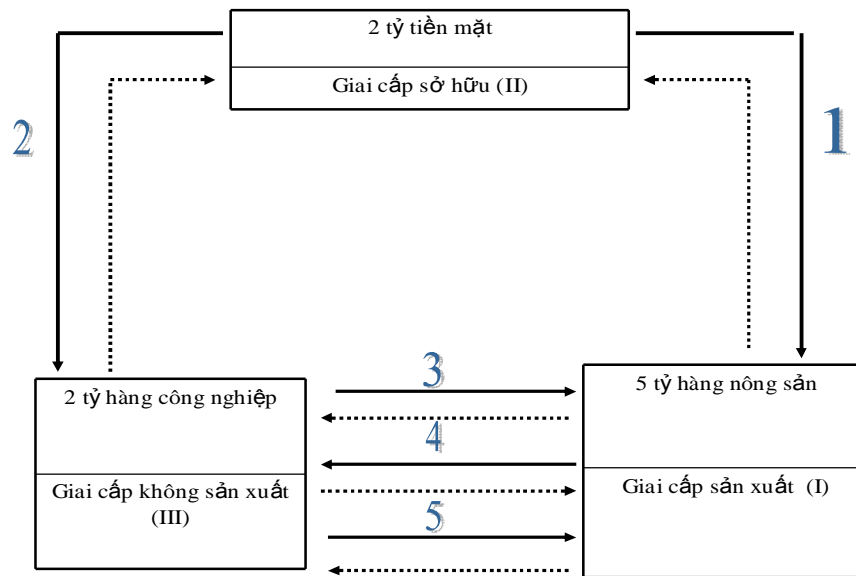 2 tỷ tiền mặt
Giai cấp sở hữu (II)
2
1
3
2 tỷ hàng công nghiệp
5 tỷ hàng nông sản
4
Giai cấp không sản xuất
(III)
Giai cấp sản xuất (I)
5